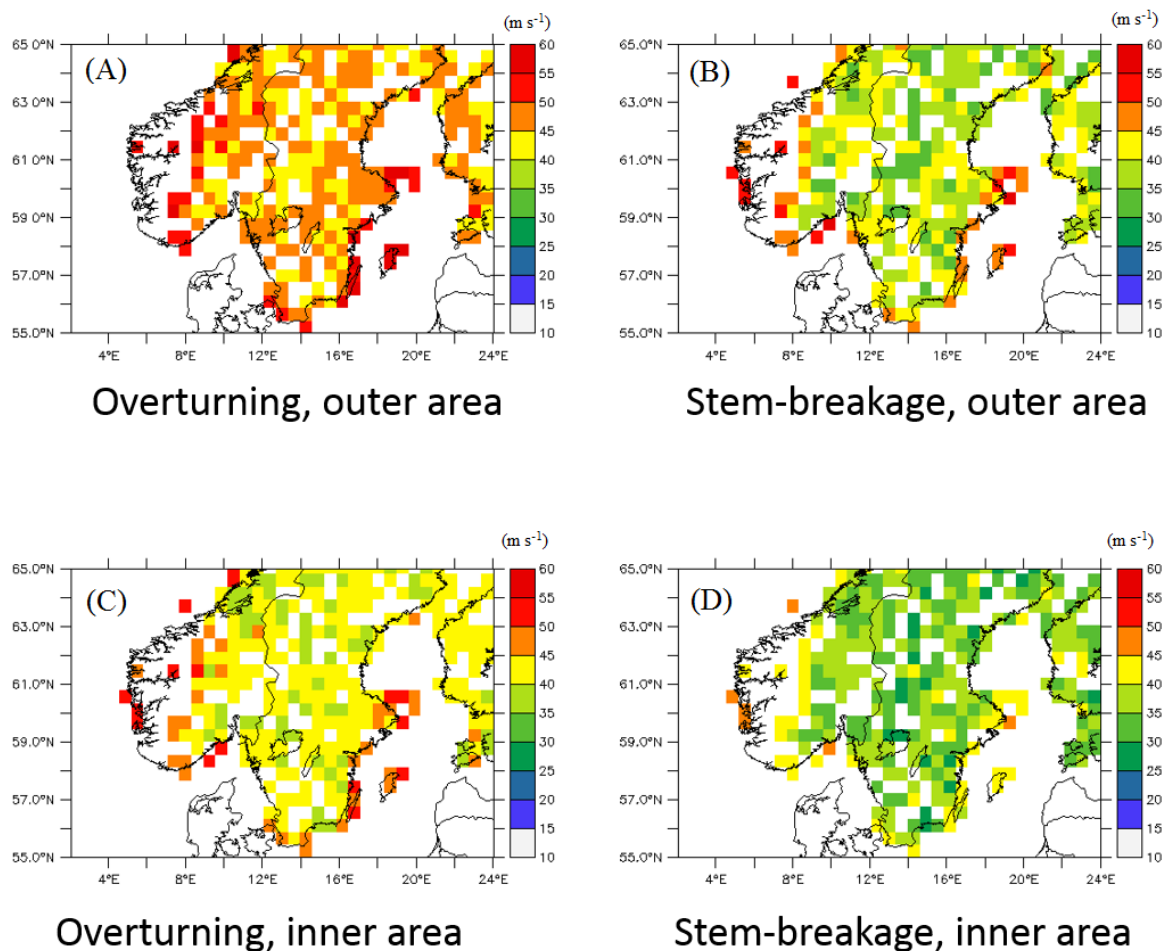 (m s-1)
(m s-1)
(A)
(B)
65.0°N
63.0°N
61.0°N
59.0°N
57.0°N
55.0°N
4°E 8°E 12°E 16°E 20°E 24°E
60
55
50
45
40
35
30
25
20
15
10
65.0°N
63.0°N
61.0°N
59.0°N
57.0°N
55.0°N
4°E 8°E 12°E 16°E 20°E 24°E
60
55
50
45
40
35
30
25
20
15
10
Overturning, outer area
Stem-breakage, outer area
(m s-1)
(m s-1)
(C)
(D)
65.0°N
63.0°N
61.0°N
59.0°N
57.0°N
55.0°N
4°E 8°E 12°E 16°E 20°E 24°E
60
55
50
45
40
35
30
25
20
15
10
65.0°N
63.0°N
61.0°N
59.0°N
57.0°N
55.0°N
4°E 8°E 12°E 16°E 20°E 24°E
60
55
50
45
40
35
30
25
20
15
10
Overturning, inner area
Stem-breakage, inner area